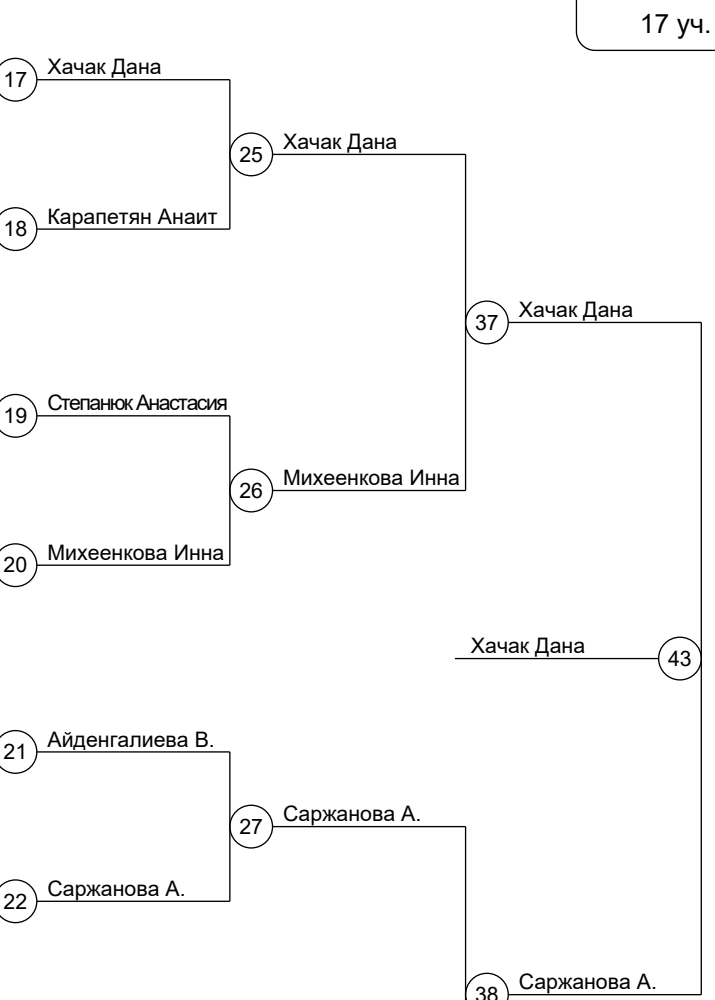 17 уч.
17 Хачак Дана
25 Хачак Дана
18 Карапетян Анаит
37 Хачак Дана
19 Степанюк Анастасия
26 Михеенкова Инна
20 Михеенкова Инна
Хачак Дана 43
21 Айденгалиева В.
27 Саржанова А.
22 Саржанова А.
38 Саржанова А.